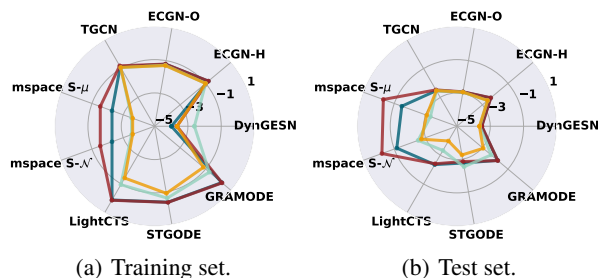 ECGN-O
TGCN
ECGN-H
1
−1
−3
−5
mspace S-μ
DynGESN
mspace S-𝒩
GRAMODE
LightCTS
STGODE
(a) Training set.
ECGN-O
TGCN
ECGN-H
1
−1
−3
−5
mspace S-μ
DynGESN
mspace S-𝒩
GRAMODE
LightCTS
STGODE
(b) Test set.